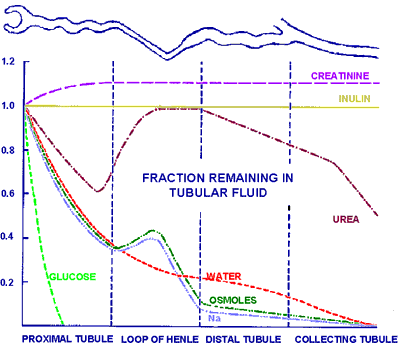 1.2
CREATININE
1.0
INULIN
0.8
FRACTION REMAINING IN
TUBULAR FLUID
0.6
UREA
0.4
GLUCOSE
WATER
0.2
OSMOLES
Na
PROXIMAL TUBULE LOOP OF HENLE DISTAL TUBULE COLLECTING TUBULE